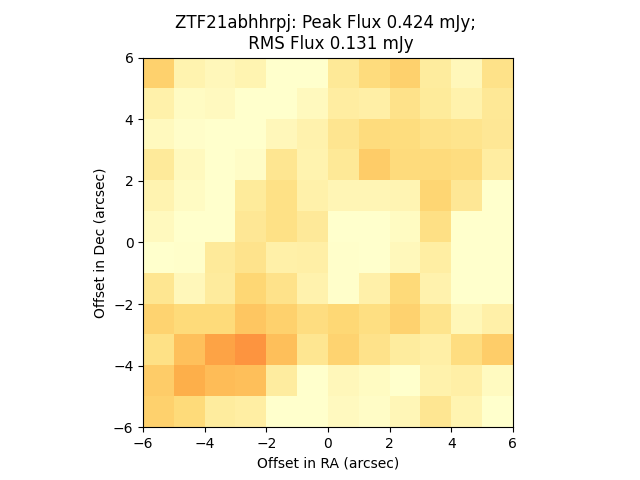 ZTF21abhhrpj: Peak Flux 0.424 mJy;
RMS Flux 0.131 mJy
6
4
2
0
−2
−4
−6
Offset in Dec (arcsec)
−6 −4 −2 0 2 4 6
Offset in RA (arcsec)